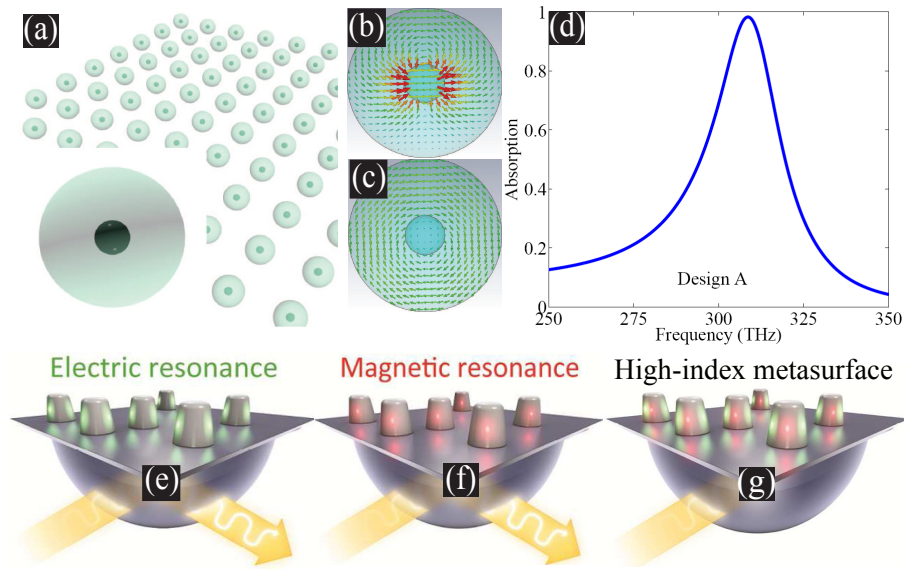 (a)
(b)
(c)
(d)
1
0.8
0.6
0.4
0.2
0
Absorption
Design A
250
275
300
325
350
Frequency (THz)
Electric resonance
Magnetic resonance
High-index metasurface
(e)
(f)
(g)